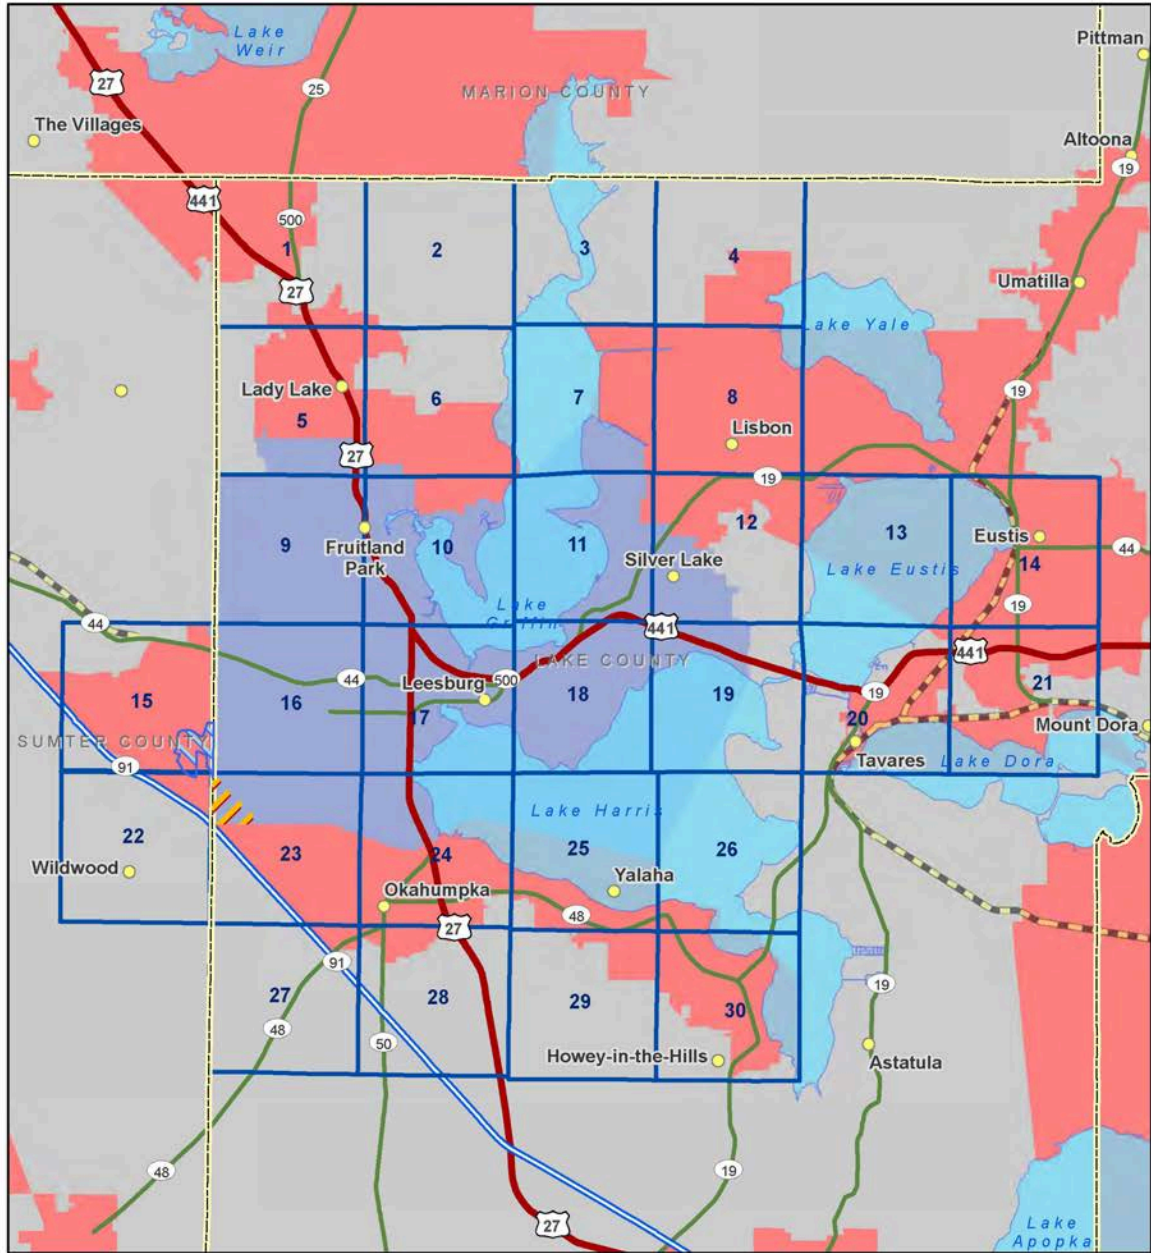 Lake
Weir
Pittman
27
25
MARION COUNTY
The Villages
Altoona
19
441
500
1
2
3
4
27
Umatilla
Lake Yale
Lady Lake
5
6
7
8
19
Lisbon
27
19
9
10
11
12
13
14
Fruitland
Park
Silver Lake
Eustis
44
Lake Eustis
Lake
Griffin
19
44
441
441
LAKE COUNTY
15
16
44
Leesburg
500
17
18
19
19
20
21
SUMTER COUNTY
91
Mount Dora
Tavares
Lake Dora
22
Wildwood
23
24
Lake Harris
25
26
Okahumpka
Yalaha
48
27
91
27
28
29
30
19
48
50
Howey-in-the-Hills
Astatula
48
19
27
Lake
Apopka